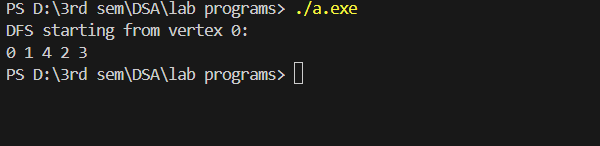 PS D:\3rd sem\DSA\lab programs> ./a.exe
DFS starting from vertex 0:
0 1 4 2 3
PS D:\3rd sem\DSA\lab programs>